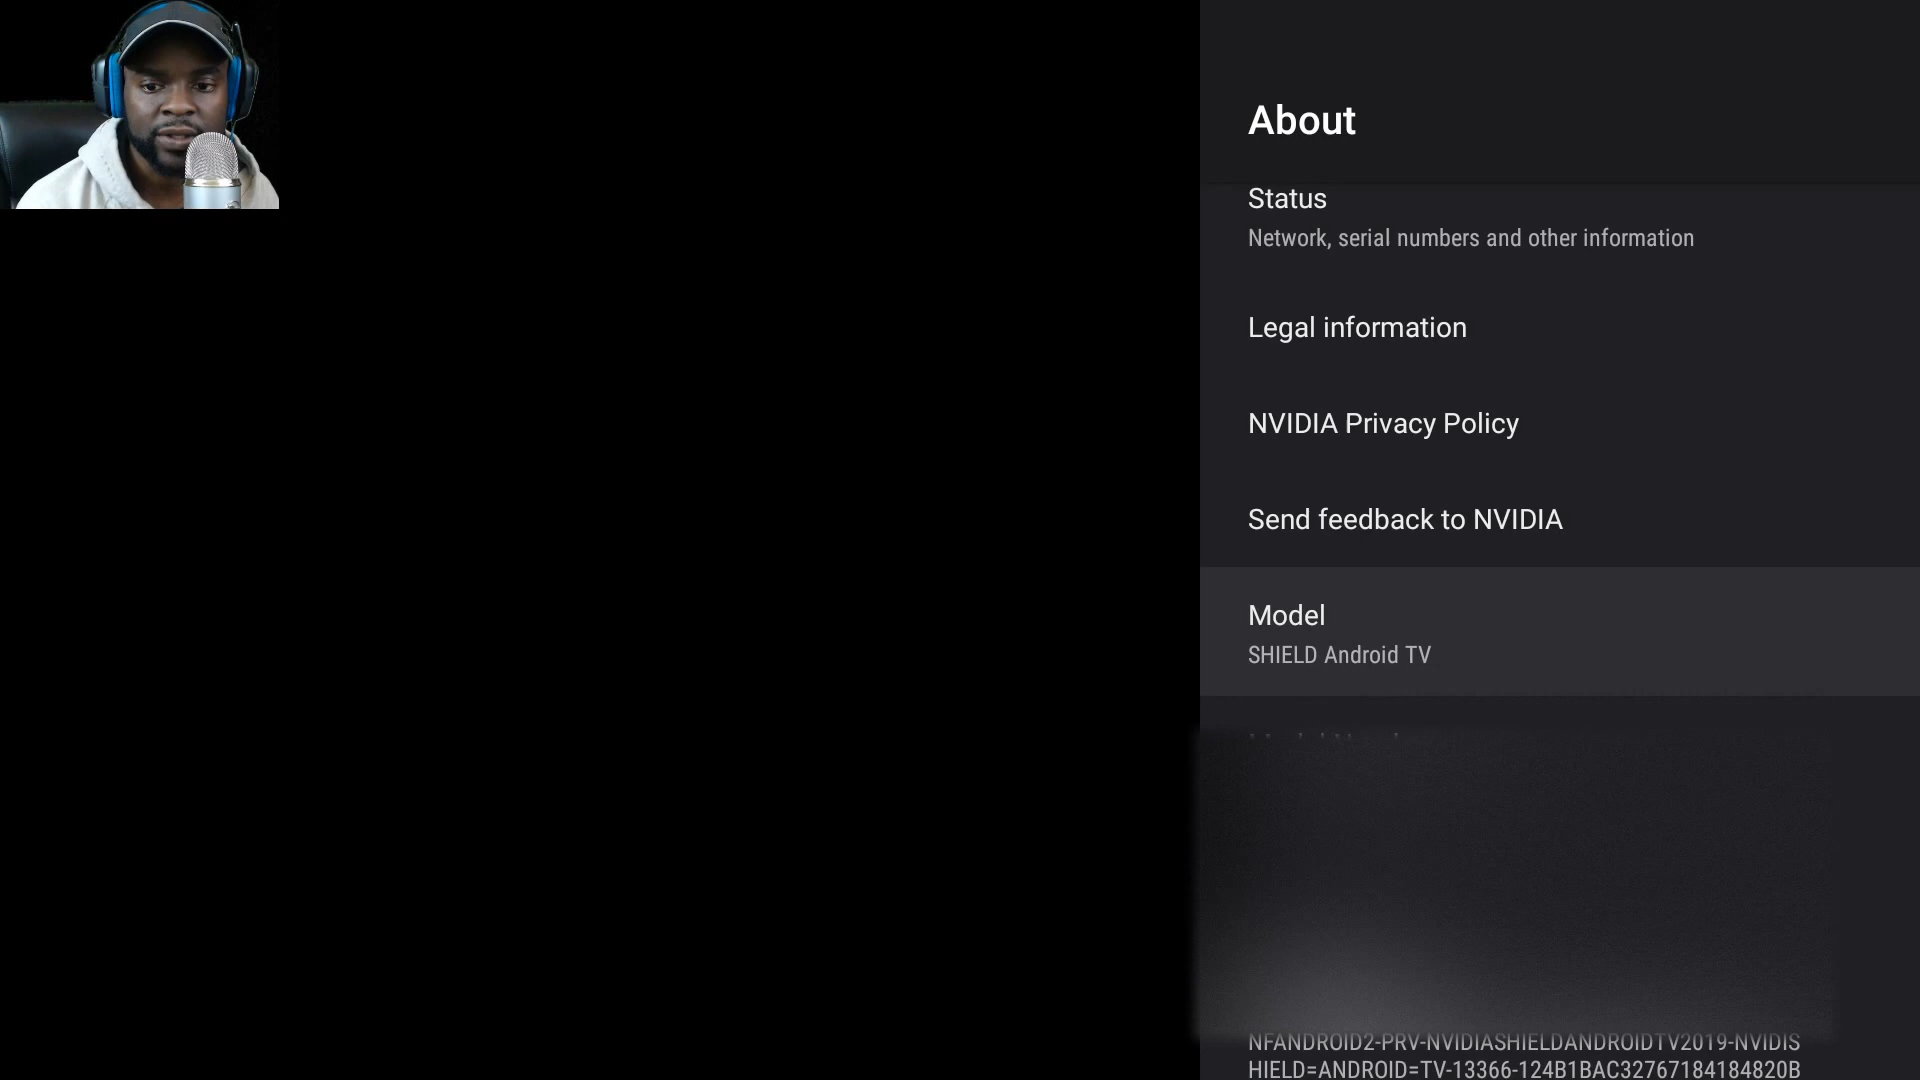 About
Status
Network, serial numbers and other information
Legal information
NVIDIA Privacy Policy
Send feedback to NVIDIA
Model
SHIELD Android TV
NFANDROID2-PRV-NVIDIASHIELDANDROIDTV2019-NVIDIS
HIELD=ANDROID=TV-13366-124B1BAC32767184184820B